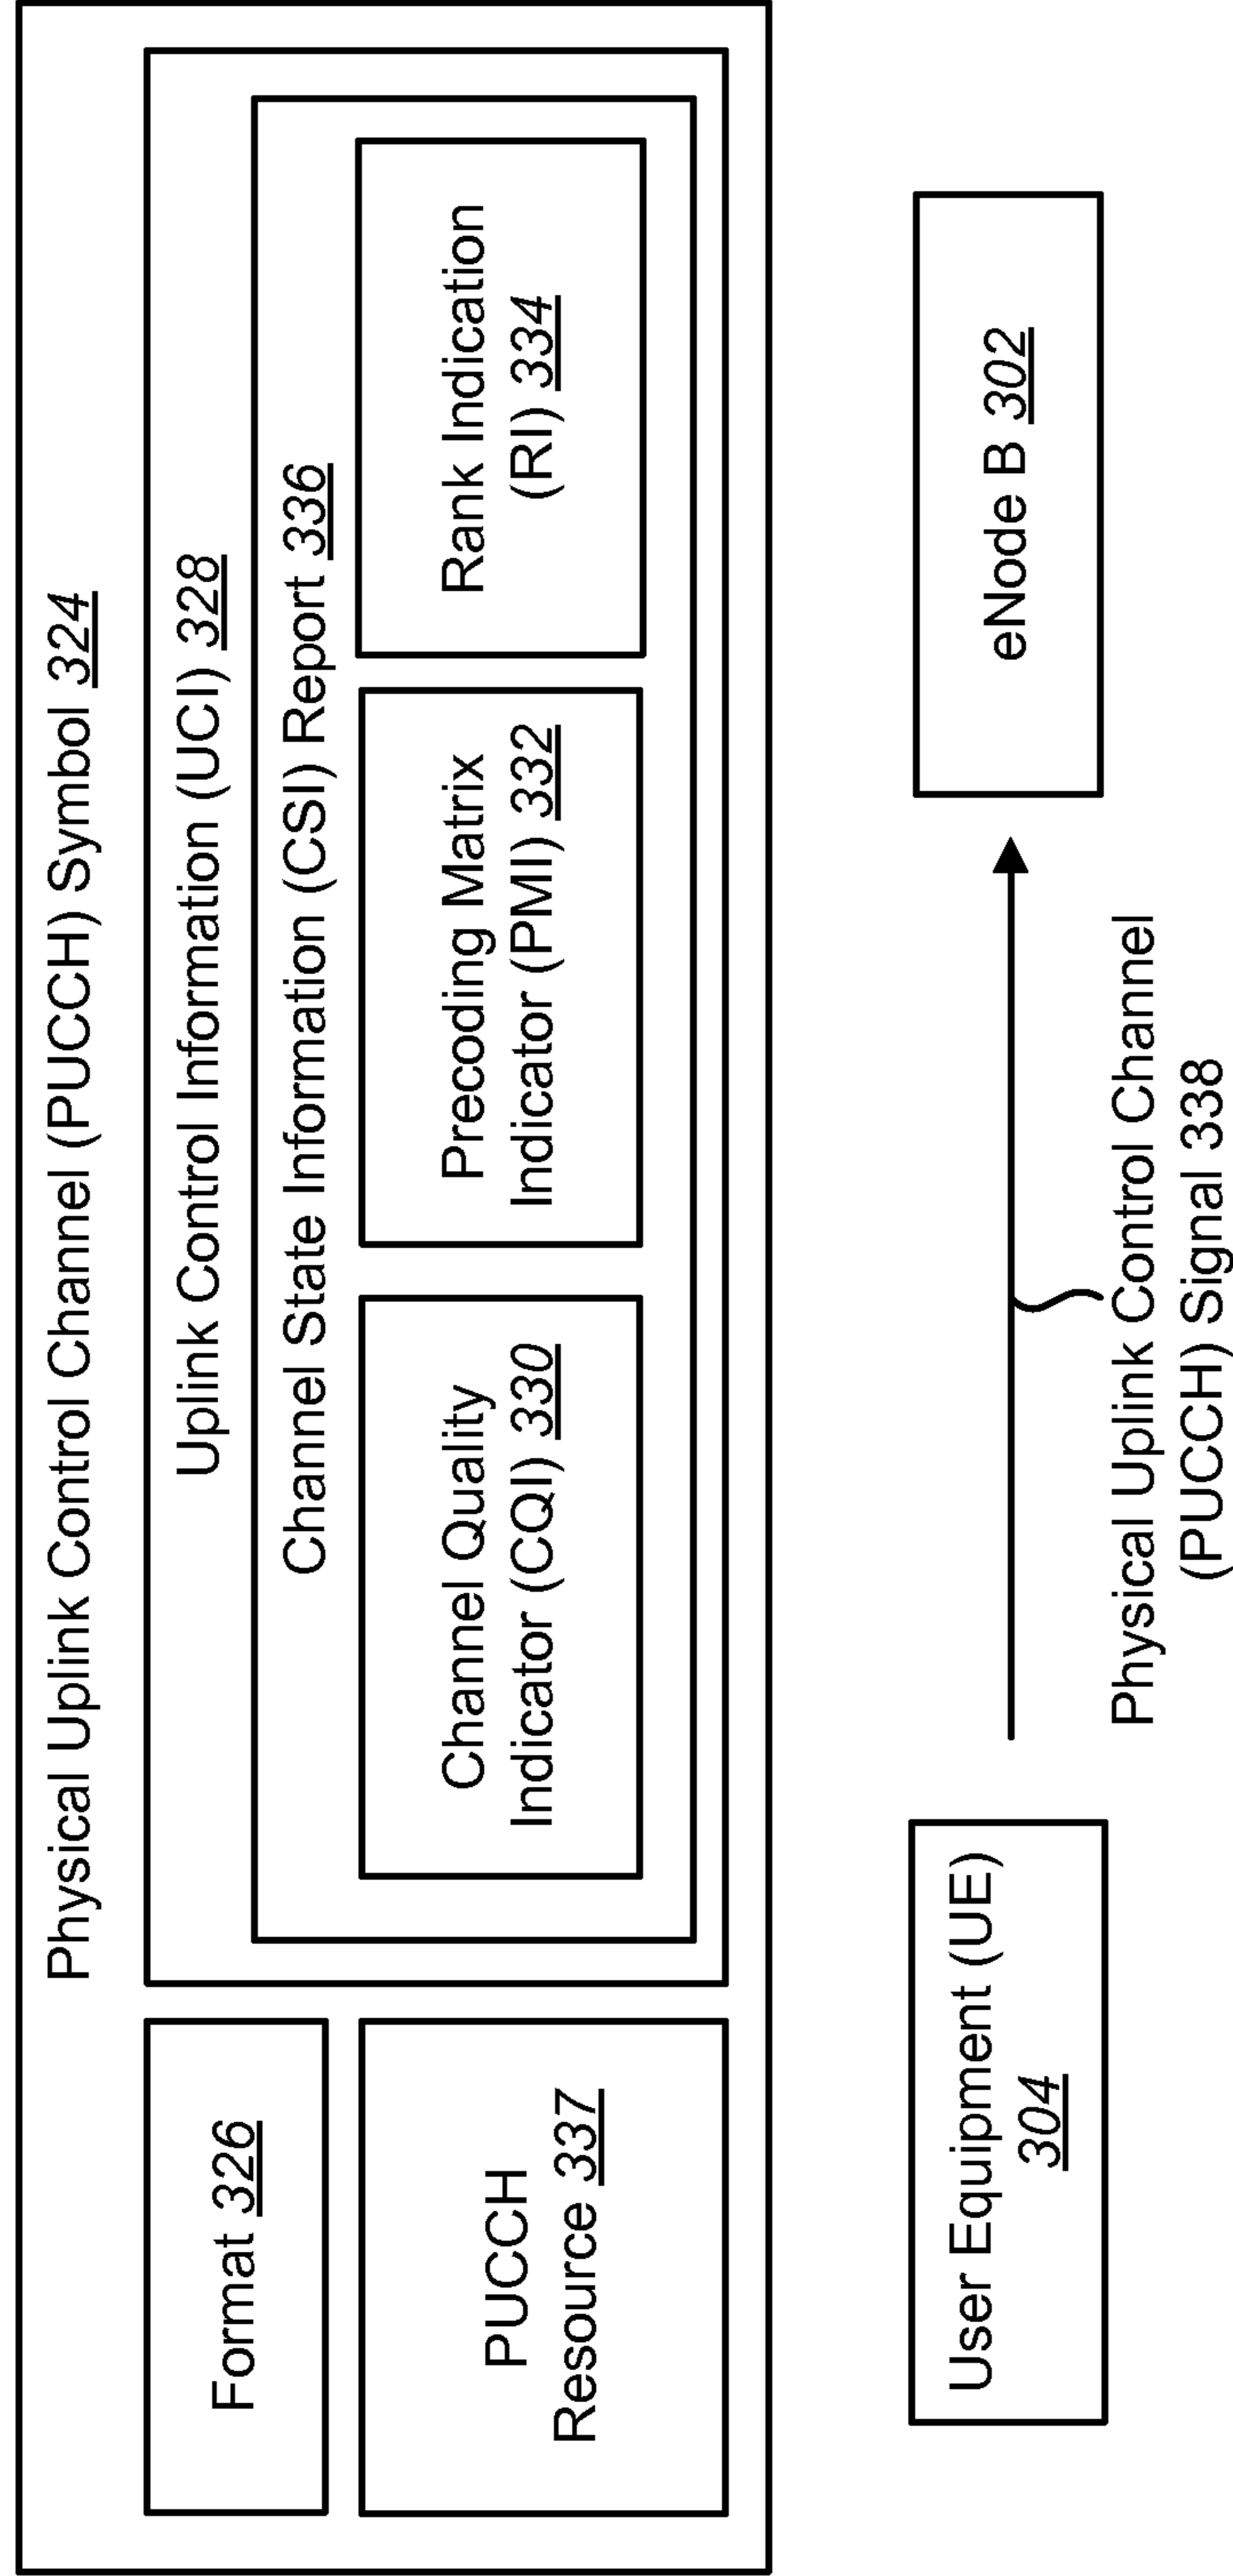 Physical Uplink Control Channel (PUCCH) Symbol 324
Format 326
PUCCH
Resource 337
Uplink Control Information (UCI) 328
Channel State Information (CSI) Report 336
Channel Quality
Indicator (CQI) 330
Precoding Matrix
Indicator (PMI) 332
Rank Indication
(RI) 334
User Equipment (UE)
304
Physical Uplink Control Channel
(PUCCH) Signal 338
eNode B 302